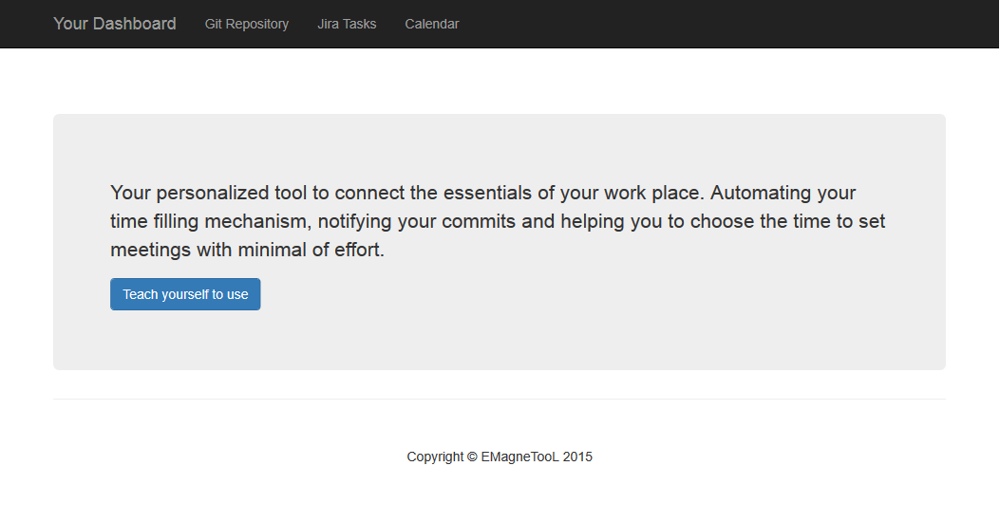 Your Dashboard Git Repository Jira Tasks Calendar
Your personalized tool to connect the essentials of your work place. Automating your
time filling mechanism, notifying your commits and helping you to choose the time to set
meetings with minimal of effort.
Teach yourself to use
Copyright © EMagneTooL 2015